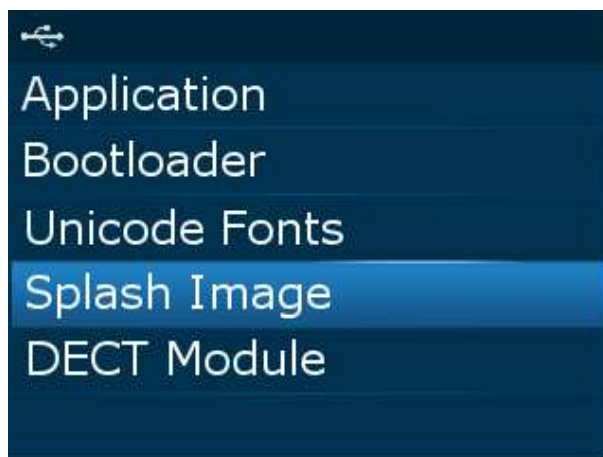 Application
Bootloader
Unicode Fonts
Splash Image
DECT Module